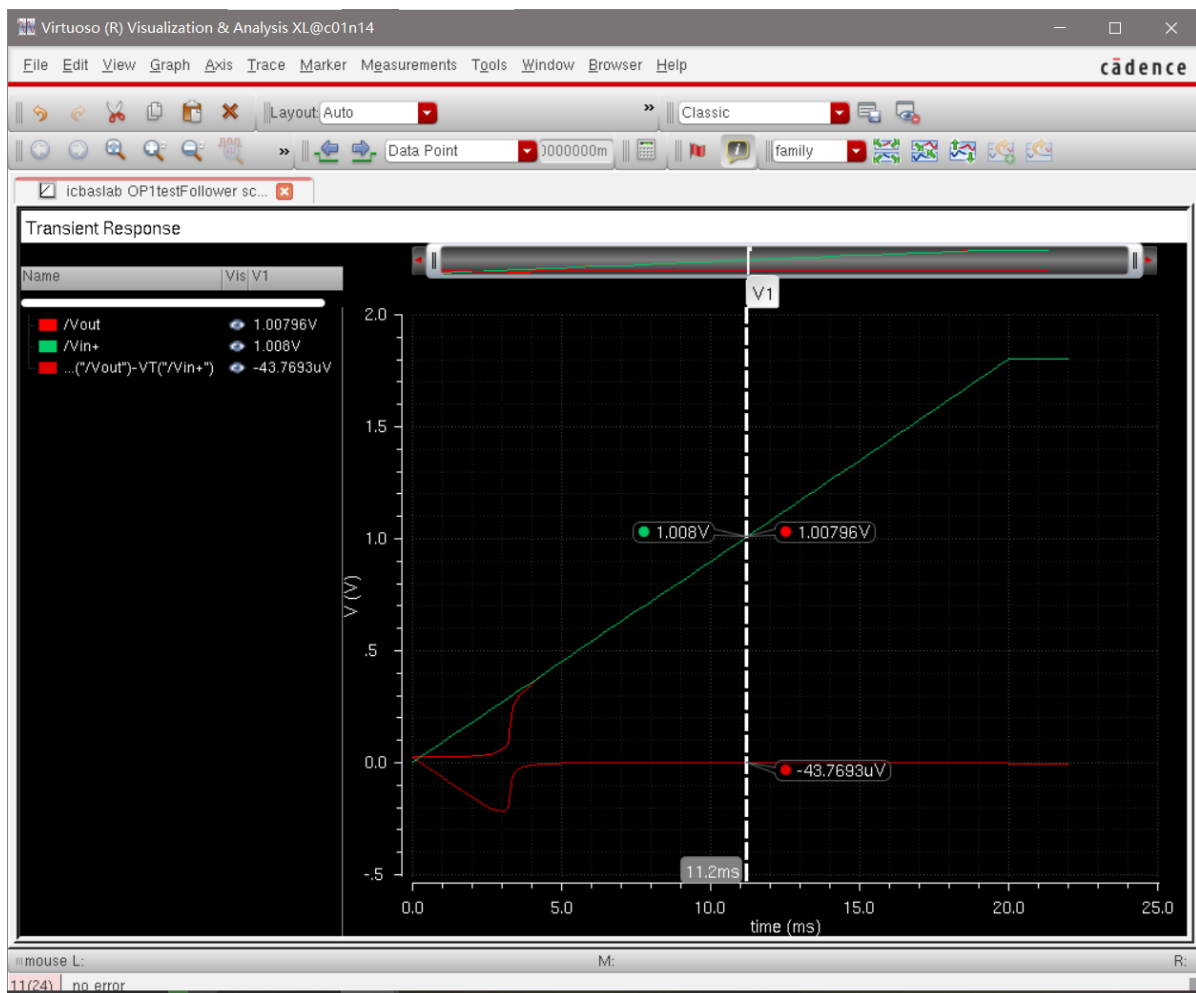 Virtuoso (R) Visualization & Analysis XL@c01n14
File Edit View Graph Axis Trace Marker Measurements Tools Window Browser Help
cādence
Layout: Auto » Classic
» Data Point 0000000m family
icbaslab OP1testFollower sc...
Transient Response
Name Vis V1
/Vout 1.00796V
/Vin+ 1.008V
...("/Vout")-VT("/Vin+") -43.7693uV
V1
2.0
1.5
1.008V 1.00796V
1.0
V (V)
.5
0.0
-43.7693uV
-.5
11.2ms
0.0 5.0 10.0 15.0 20.0 25.0
time (ms)
mouse L: M: R:
11(24) no error